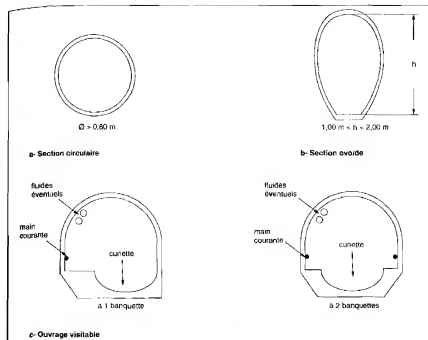 h
Ø > 0,80 m
1,00 m < h < 2,00 m
a- Section circulaire
b- Section ovoïde
fluides
éventuels
main
courante
cunette
à 1 banquette
fluides
éventuels
main
courante
cunette
à 2 banquettes
c- Ouvrage visitable